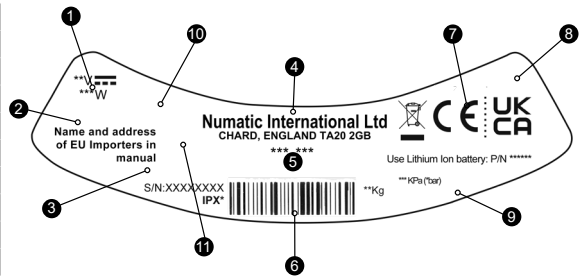 1
10
7
8
4
**V
***W
2
Numatic International Ltd
CHARD, ENGLAND TA20 2GB
***_***
CE
UK
CA
Name and address
of EU Importers in
manual
5
Use Lithium Ion battery: P/N ******
3
S/N:XXXXXXXX
IPX*
**Kg
*** KPa (*bar)
11
6
9